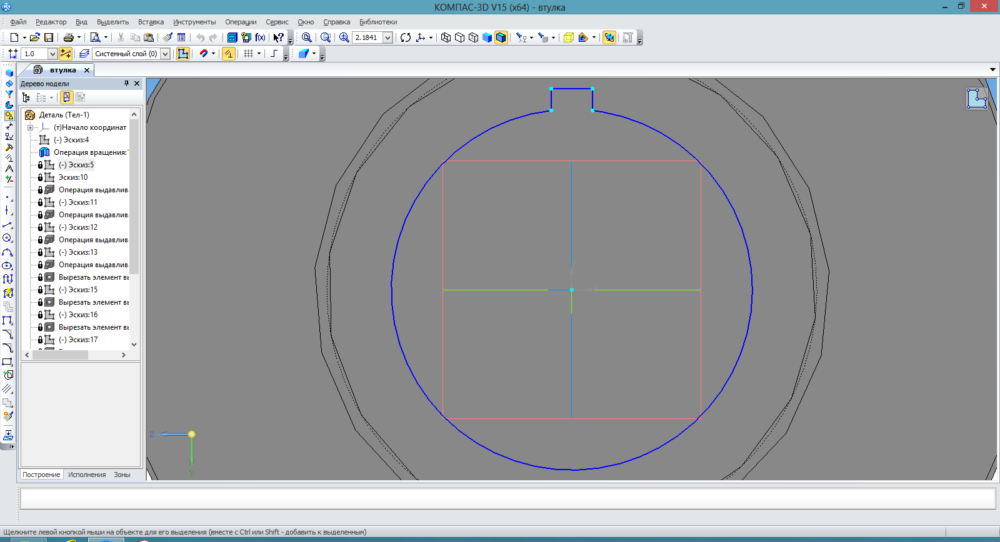 КОМПАС-3D V15 (x64) - втулка
Файл Редактор Вид Выделить Вставка Инструменты Операции Сервис Окно Справка Библиотеки
2.1841
f(x)
1.0 Системный слой (0)
втулка
Дерево модели
Деталь (Тел-1)
(т)Начало координат
(-) Эскиз:4
Операция вращения:
(-) Эскиз:5
Эскиз:10
Операция выдавлив
(-) Эскиз:11
Операция выдавлив
(-) Эскиз:12
Операция выдавлив
(-) Эскиз:13
Операция выдавлив
Вырезать элемент вы
(-) Эскиз:15
Вырезать элемент вы
(-) Эскиз:16
Вырезать элемент вы
(-) Эскиз:17
X
Z
Y
Построение Исполнения Зоны
Щелкните левой кнопкой мыши на объекте для его выделения (вместе с Ctrl или Shift - добавить к выделенным)